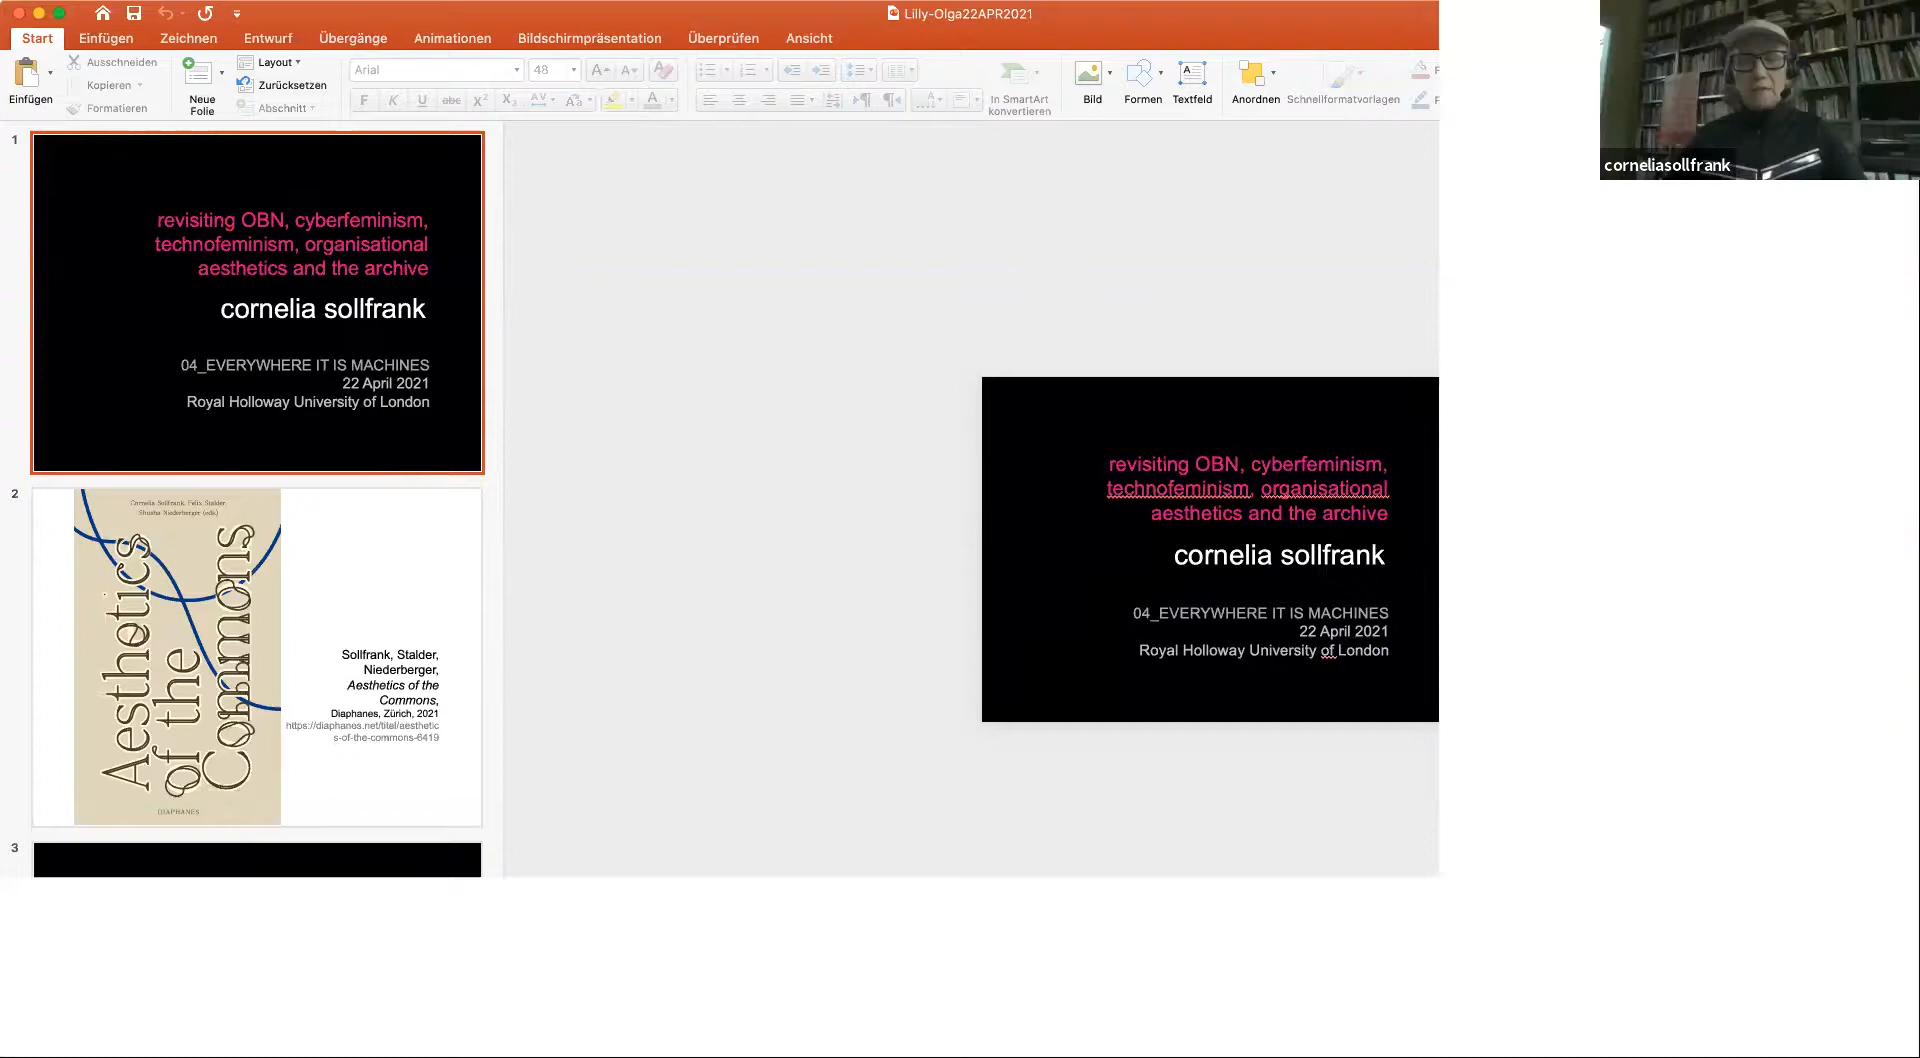 Lilly-Olga22APR2021
Start Einfügen Zeichnen Entwurf Übergänge Animationen Bildschirmpräsentation Überprüfen Ansicht
Einfügen
Ausschneiden
Kopieren
Formatieren
Neue
Folie
Layout
Zurücksetzen
Abschnitt
Arial 48
F K U abc X² X₂ AV Aa A
In SmartArt
konvertieren
Bild
Formen
Textfeld
Anordnen
Schnellformatvorlagen
corneliasollfrank
1
revisiting OBN, cyberfeminism,
technofeminism, organisational
aesthetics and the archive
cornelia sollfrank
04_EVERYWHERE IT IS MACHINES
22 April 2021
Royal Holloway University of London
2
Cornelia Sollfrank, Felix Stalder,
Shusha Niederberger (eds.)
Aesthetics
of the
Commons
DIAPHANES
Sollfrank, Stalder,
Niederberger,
Aesthetics of the
Commons,
Diaphanes, Zürich, 2021
https://diaphanes.net/titel/aesthetic
s-of-the-commons-6419
3
revisiting OBN, cyberfeminism,
technofeminism, organisational
aesthetics and the archive
cornelia sollfrank
04_EVERYWHERE IT IS MACHINES
22 April 2021
Royal Holloway University of London